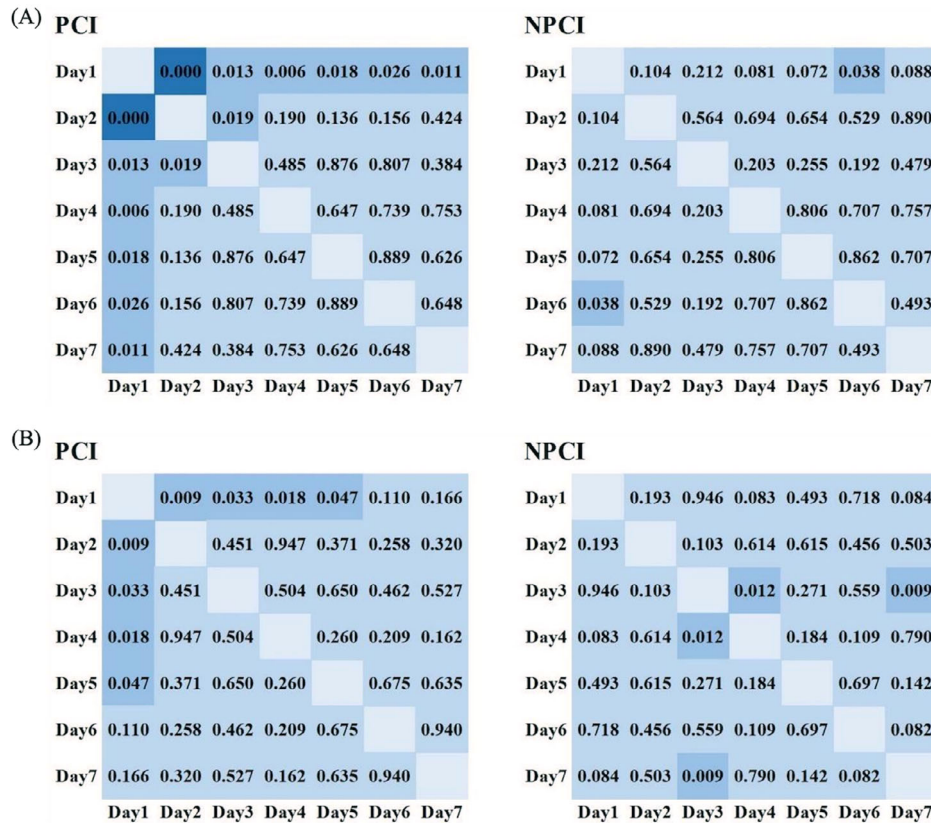 (A)
PCI
Day1 0.000 0.013 0.006 0.018 0.026 0.011
Day2 0.000 0.019 0.190 0.136 0.156 0.424
Day3 0.013 0.019 0.485 0.876 0.807 0.384
Day4 0.006 0.190 0.485 0.647 0.739 0.753
Day5 0.018 0.136 0.876 0.647 0.889 0.626
Day6 0.026 0.156 0.807 0.739 0.889 0.648
Day7 0.011 0.424 0.384 0.753 0.626 0.648
Day1 Day2 Day3 Day4 Day5 Day6 Day7
NPCI
Day1 0.104 0.212 0.081 0.072 0.038 0.088
Day2 0.104 0.564 0.694 0.654 0.529 0.890
Day3 0.212 0.564 0.203 0.255 0.192 0.479
Day4 0.081 0.694 0.203 0.806 0.707 0.757
Day5 0.072 0.654 0.255 0.806 0.862 0.707
Day6 0.038 0.529 0.192 0.707 0.862 0.493
Day7 0.088 0.890 0.479 0.757 0.707 0.493
Day1 Day2 Day3 Day4 Day5 Day6 Day7
(B)
PCI
Day1 0.009 0.033 0.018 0.047 0.110 0.166
Day2 0.009 0.451 0.947 0.371 0.258 0.320
Day3 0.033 0.451 0.504 0.650 0.462 0.527
Day4 0.018 0.947 0.504 0.260 0.209 0.162
Day5 0.047 0.371 0.650 0.260 0.675 0.635
Day6 0.110 0.258 0.462 0.209 0.675 0.940
Day7 0.166 0.320 0.527 0.162 0.635 0.940
Day1 Day2 Day3 Day4 Day5 Day6 Day7
NPCI
Day1 0.193 0.946 0.083 0.493 0.718 0.084
Day2 0.193 0.103 0.614 0.615 0.456 0.503
Day3 0.946 0.103 0.012 0.271 0.559 0.009
Day4 0.083 0.614 0.012 0.184 0.109 0.790
Day5 0.493 0.615 0.271 0.184 0.697 0.142
Day6 0.718 0.456 0.559 0.109 0.697 0.082
Day7 0.084 0.503 0.009 0.790 0.142 0.082
Day1 Day2 Day3 Day4 Day5 Day6 Day7